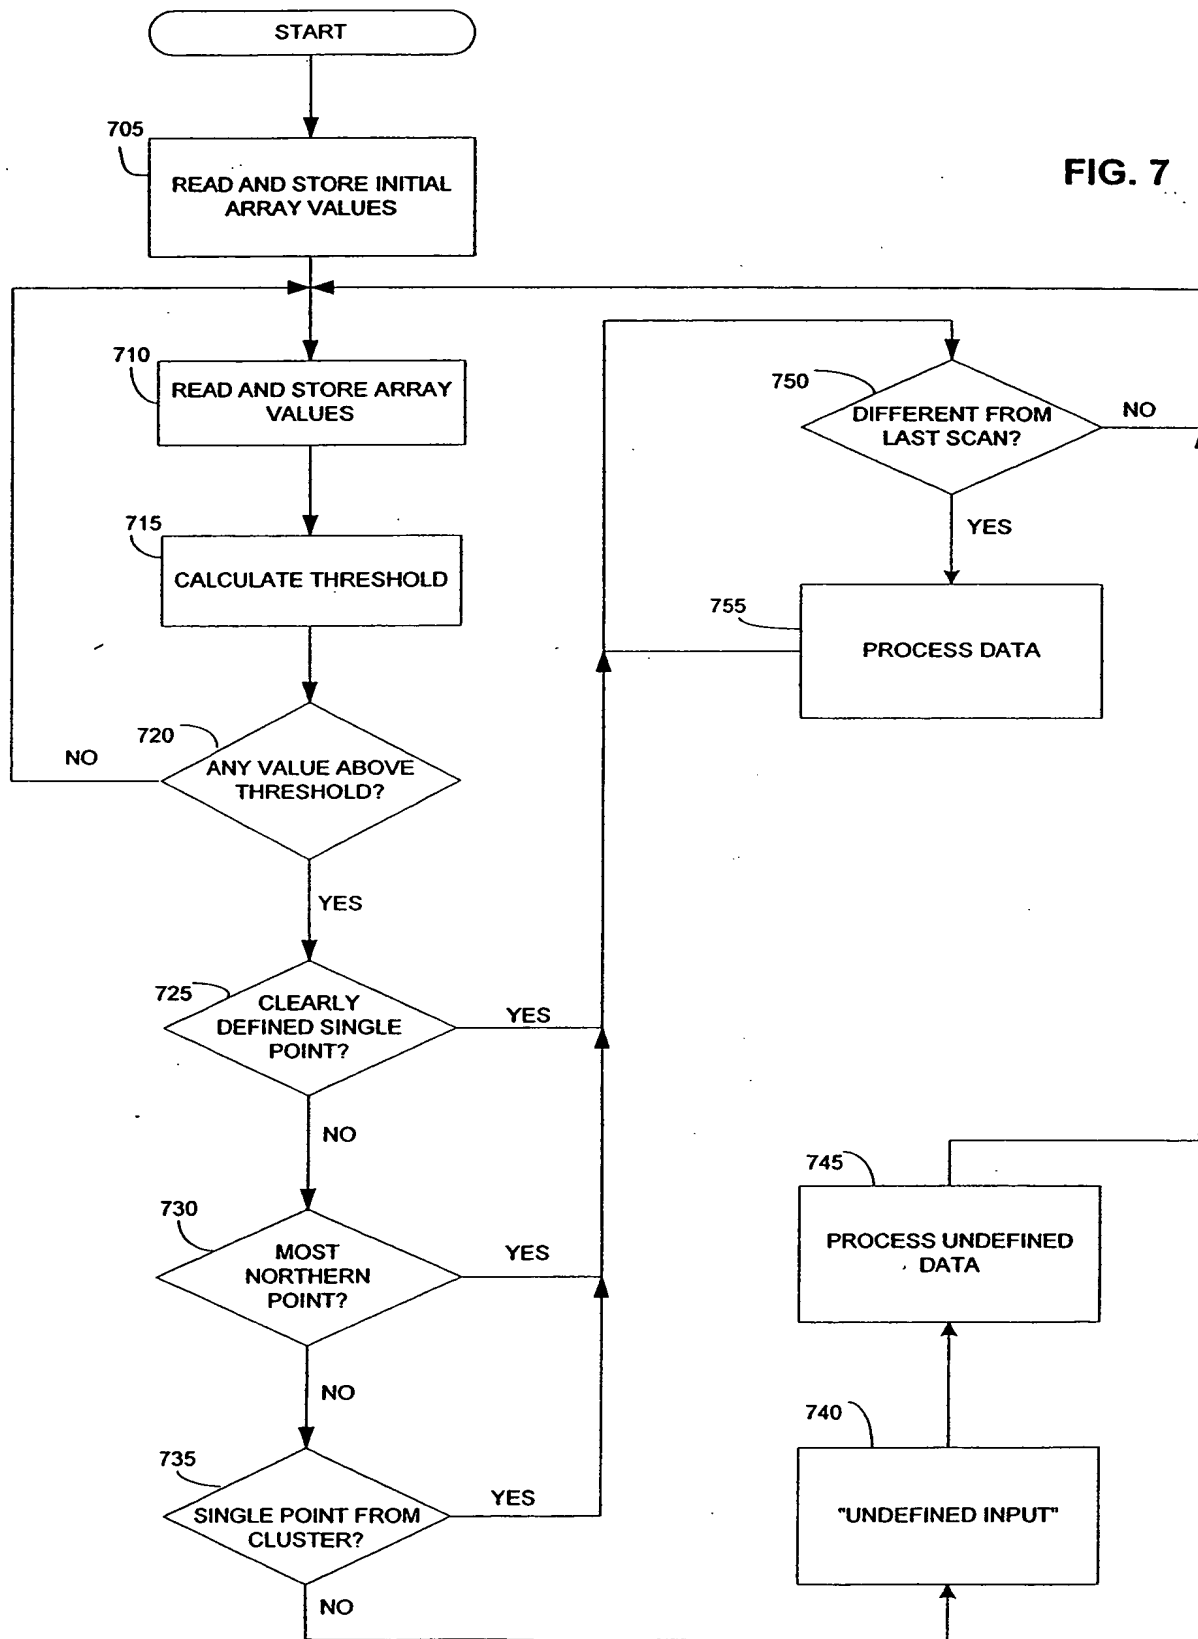 START
705
READ AND STORE INITIAL
ARRAY VALUES
FIG. 7
710
READ AND STORE ARRAY
VALUES
715
CALCULATE THRESHOLD
720
NO
ANY VALUE ABOVE
THRESHOLD?
YES
725
CLEARLY
DEFINED SINGLE
POINT?
YES
NO
730
MOST
NORTHERN
POINT?
YES
NO
735
SINGLE POINT FROM
CLUSTER?
YES
NO
750
DIFFERENT FROM
LAST SCAN?
NO
YES
755
PROCESS DATA
745
PROCESS UNDEFINED
DATA
740
"UNDEFINED INPUT"